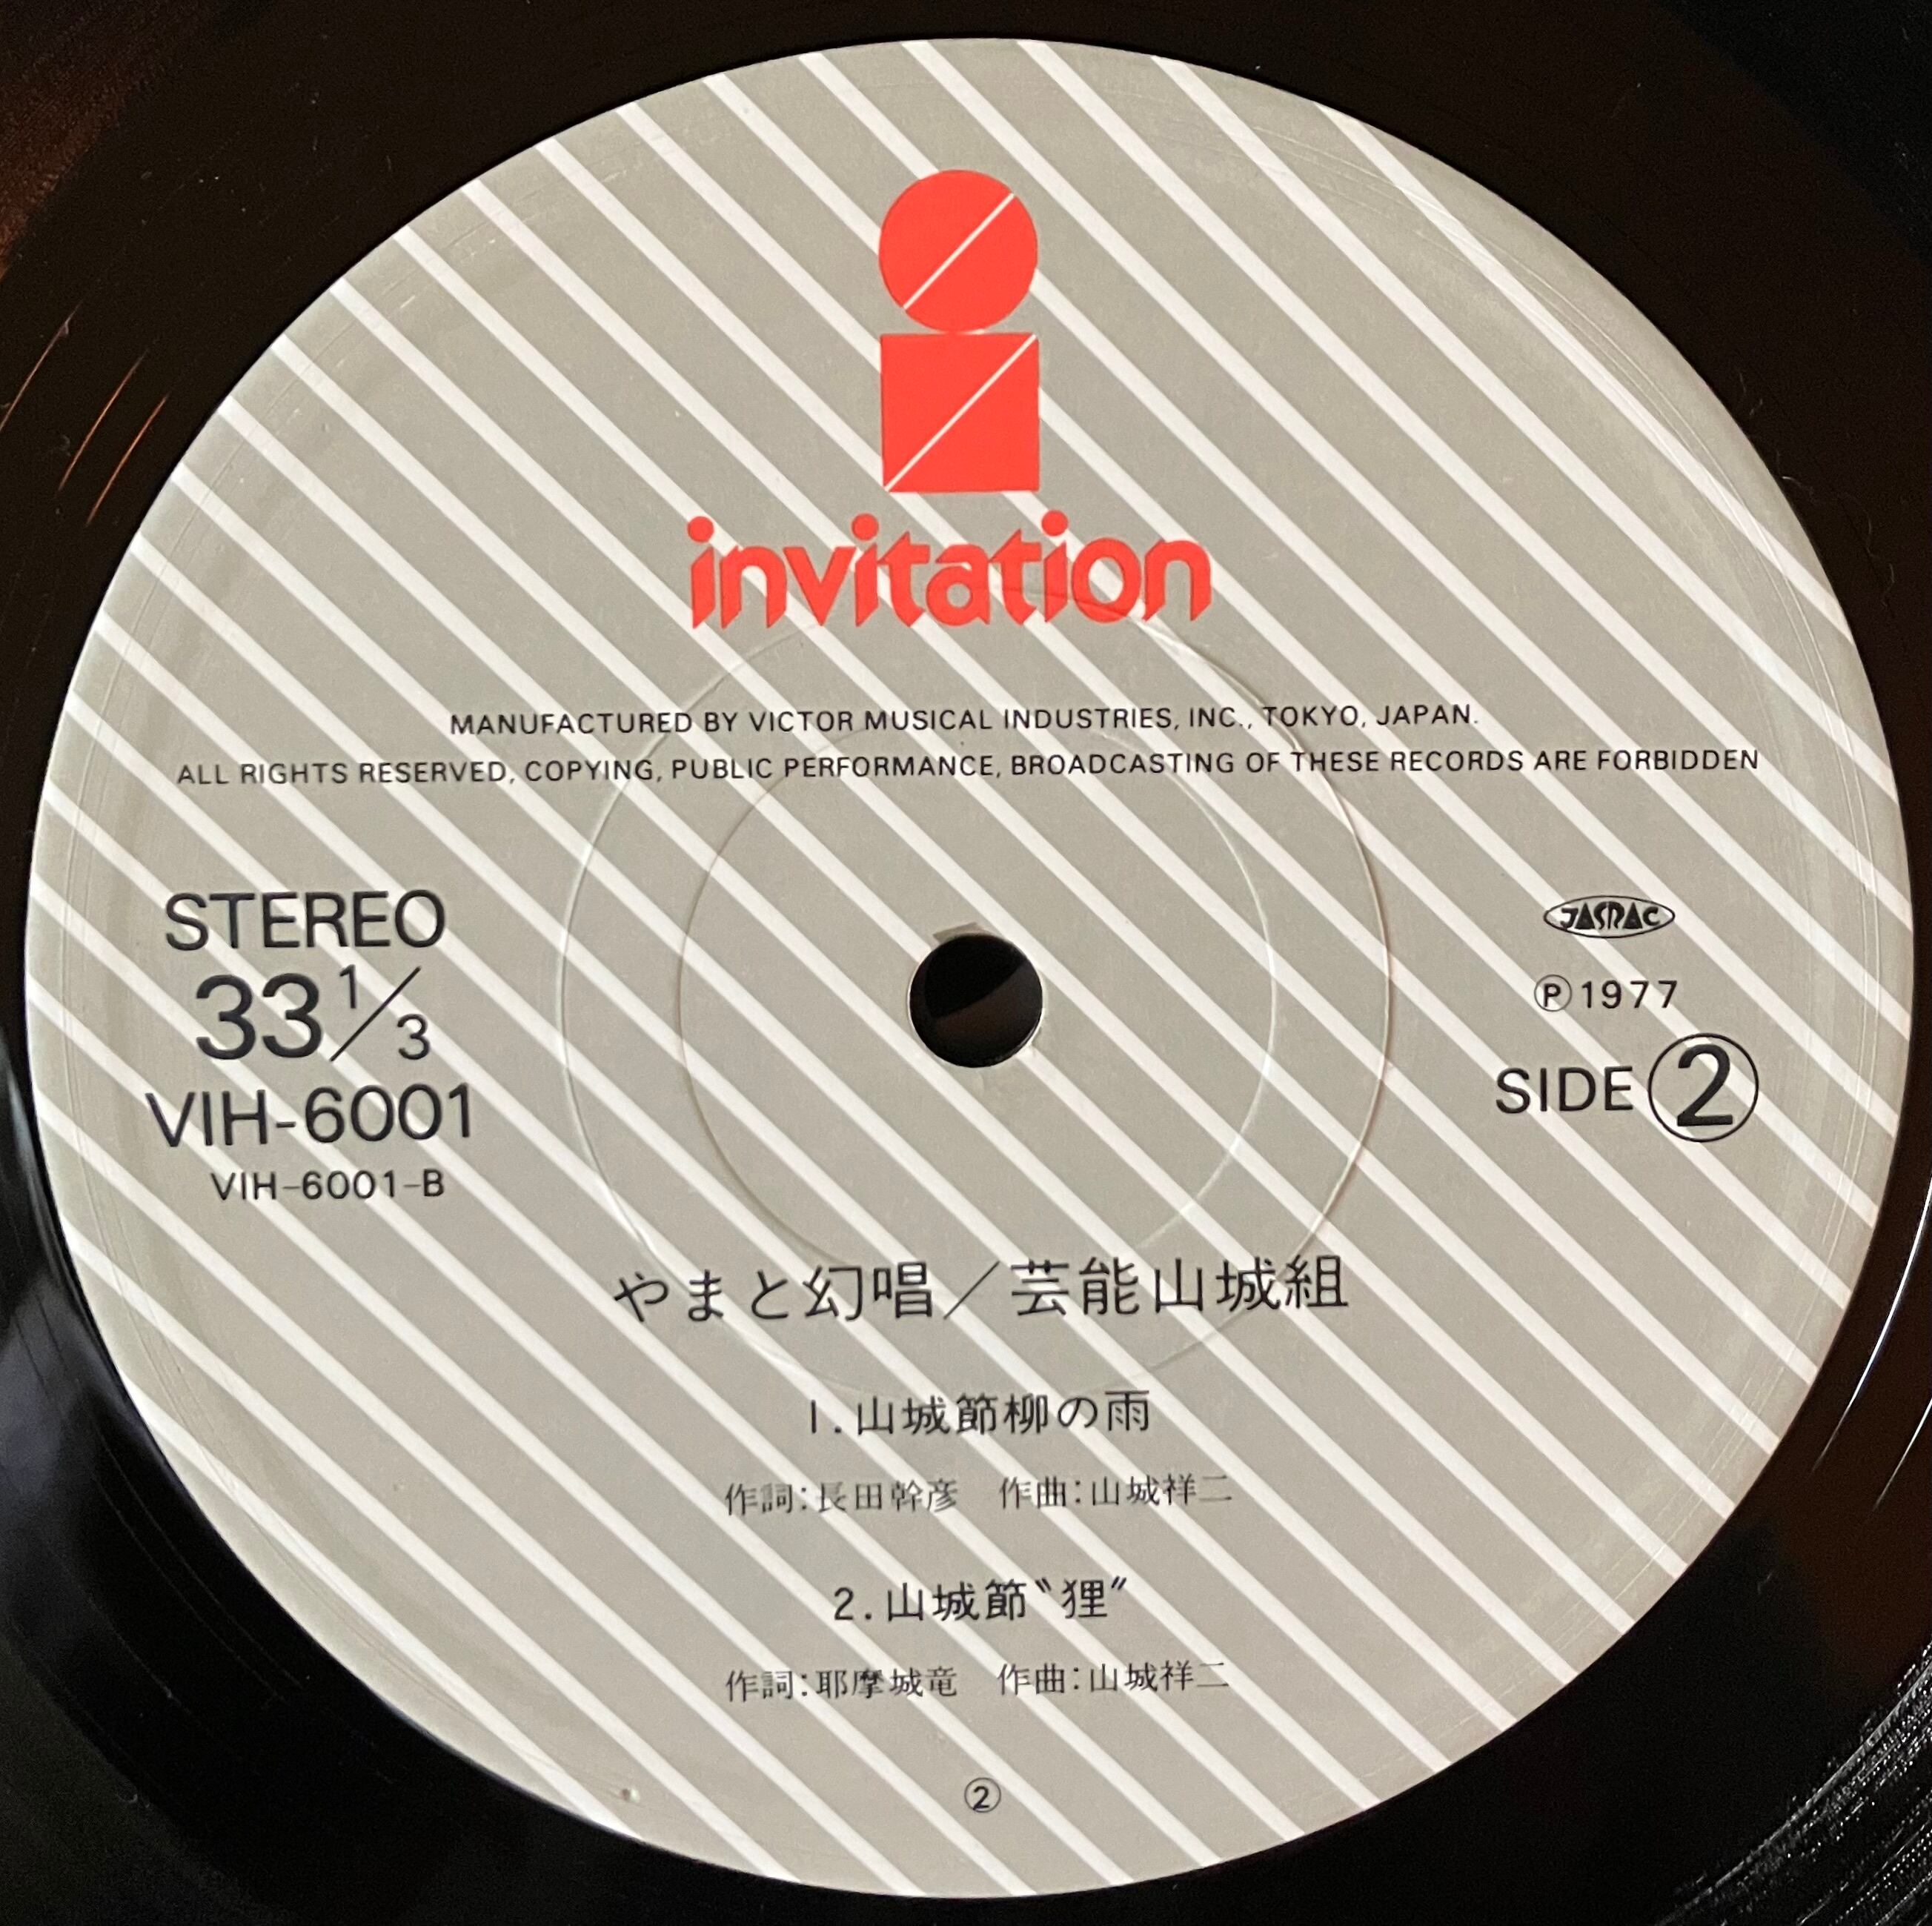 invitation
MANUFACTURED BY VICTOR MUSICAL INDUSTRIES, INC., TOKYO, JAPAN.
ALL RIGHTS RESERVED, COPYING, PUBLIC PERFORMANCE, BROADCASTING OF THESE RECORDS ARE FORBIDDEN
STEREO
33 1/3
VIH-6001
VIH-6001-B
JASRAC
Ⓟ1977
SIDE ②
やまと幻唱／芸能山城組
1.山城節柳の雨
作詞:長田幹彦 作曲:山城祥二
2.山城節〝狸〞
作詞:耶摩城竜 作曲:山城祥二
②